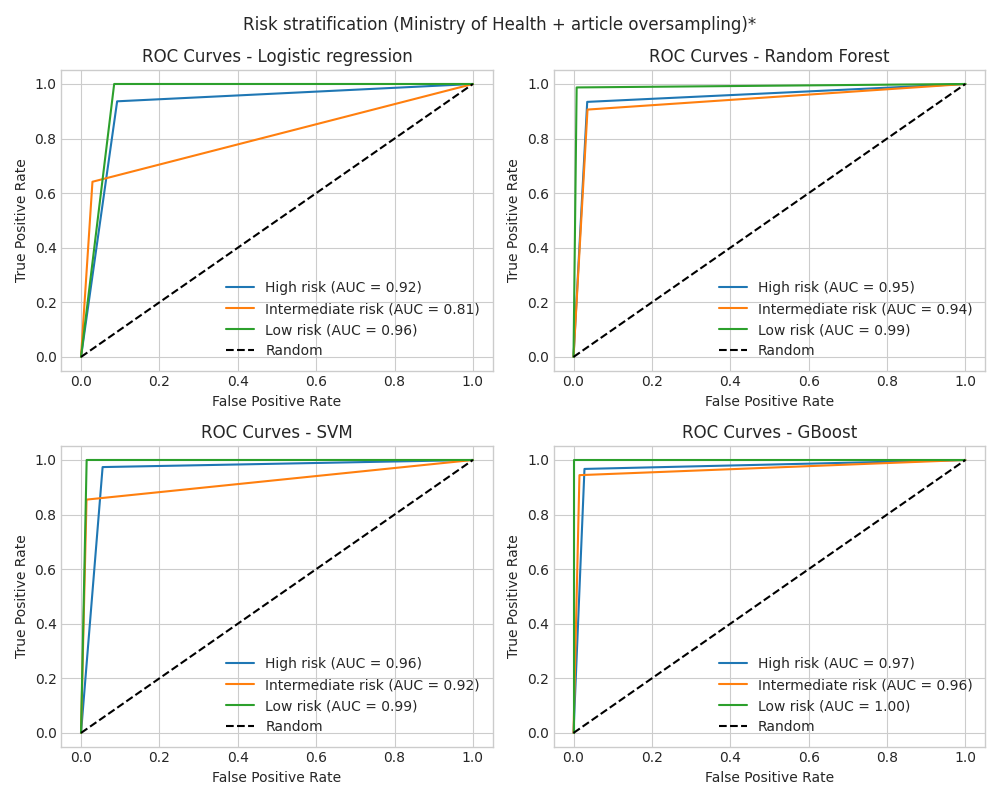 Risk stratification (Ministry of Health + article oversampling)*
ROC Curves - Logistic regression
True Positive Rate
1.0
0.8
0.6
0.4
0.2
0.0
High risk (AUC = 0.92)
Intermediate risk (AUC = 0.81)
Low risk (AUC = 0.96)
Random
0.0 0.2 0.4 0.6 0.8 1.0
False Positive Rate
ROC Curves - Random Forest
True Positive Rate
1.0
0.8
0.6
0.4
0.2
0.0
High risk (AUC = 0.95)
Intermediate risk (AUC = 0.94)
Low risk (AUC = 0.99)
Random
0.0 0.2 0.4 0.6 0.8 1.0
False Positive Rate
ROC Curves - SVM
True Positive Rate
1.0
0.8
0.6
0.4
0.2
0.0
High risk (AUC = 0.96)
Intermediate risk (AUC = 0.92)
Low risk (AUC = 0.99)
Random
0.0 0.2 0.4 0.6 0.8 1.0
False Positive Rate
ROC Curves - GBoost
True Positive Rate
1.0
0.8
0.6
0.4
0.2
0.0
High risk (AUC = 0.97)
Intermediate risk (AUC = 0.96)
Low risk (AUC = 1.00)
Random
0.0 0.2 0.4 0.6 0.8 1.0
False Positive Rate